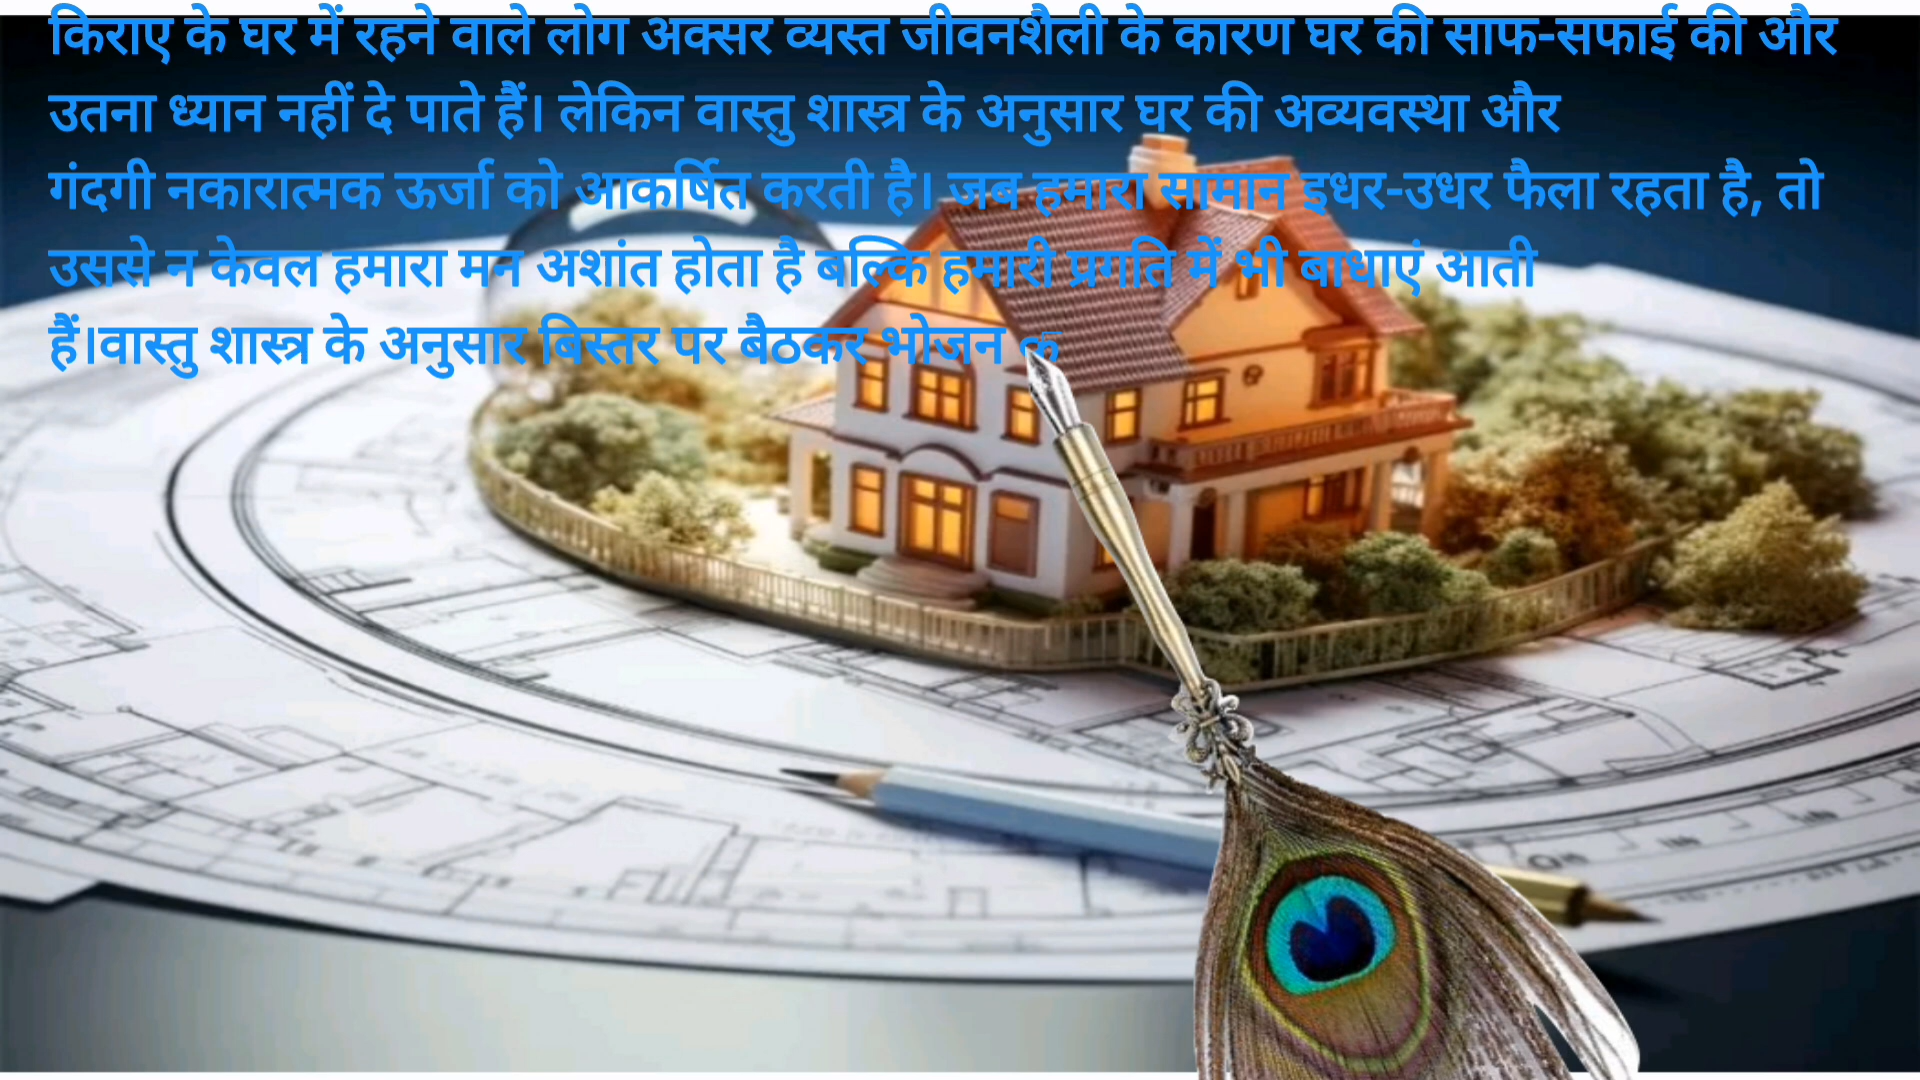 किराए के घर में रहने वाले लोग अक्सर व्यस्त जीवनशैली के कारण घर की साफ-सफाई की और
उतना ध्यान नहीं दे पाते हैं। लेकिन वास्तु शास्त्र के अनुसार घर की अव्यवस्था और
गंदगी नकारात्मक ऊर्जा को आकर्षित करती है। जब हमारा सामान इधर-उधर फैला रहता है, तो
उससे न केवल हमारा मन अशांत होता है बल्कि हमारी प्रगति में भी बाधाएं आती
हैं।वास्तु शास्त्र के अनुसार बिस्तर पर बैठकर भोजन